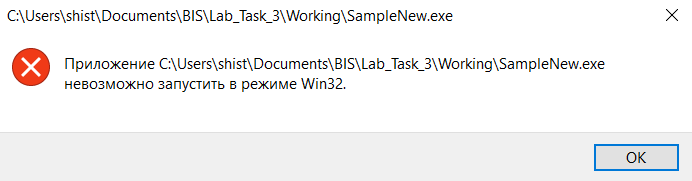 C:\Users\shist\Documents\BIS\Lab_Task_3\Working\SampleNew.exe
Приложение C:\Users\shist\Documents\BIS\Lab_Task_3\Working\SampleNew.exe
невозможно запустить в режиме Win32.
OK